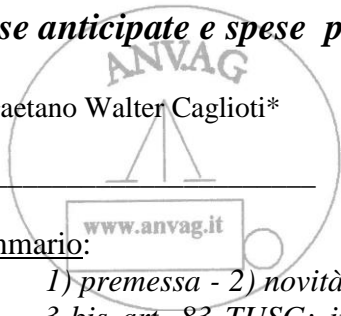 se anticipate e spese p
ANVAG
aetano Walter Caglioti*
www.anvag.it
nmario:
1) premessa - 2) novità
3 bis art. 83 TUSG: i